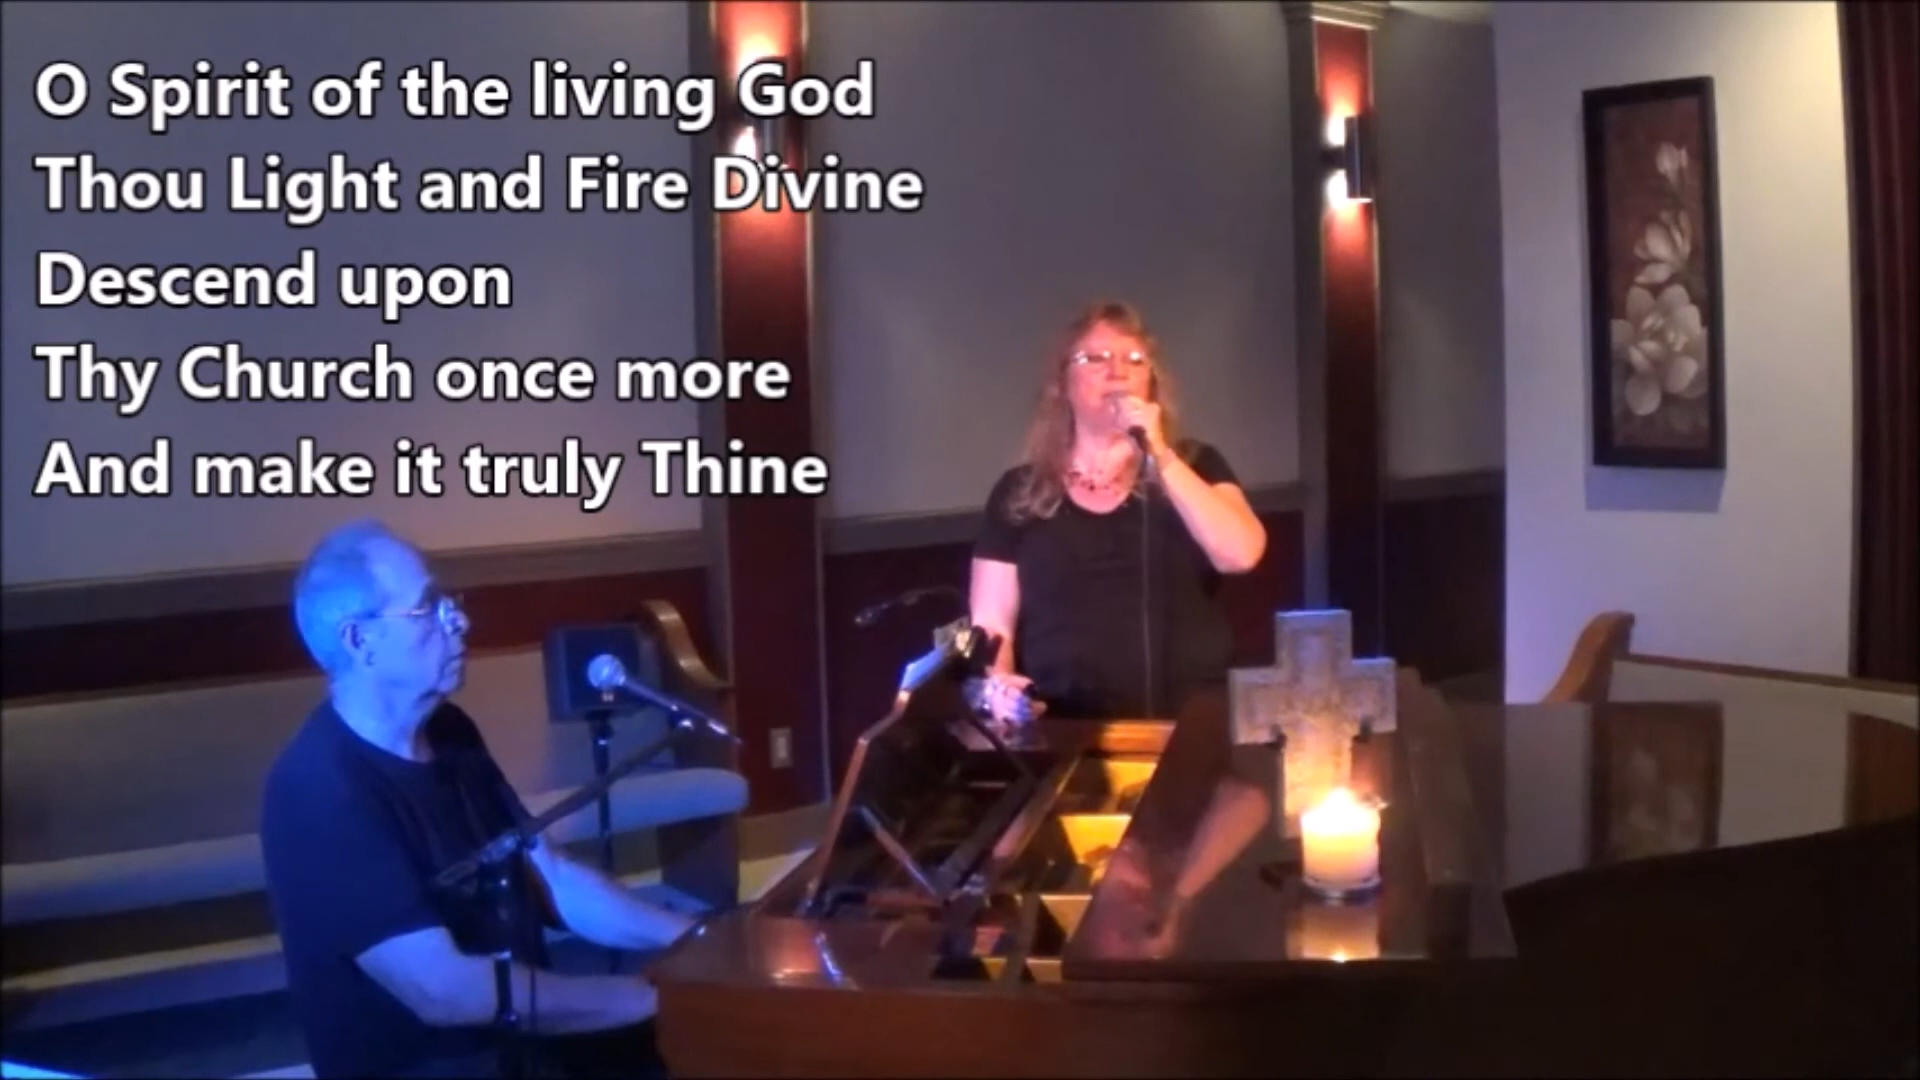 O Spirit of the living God
Thou Light and Fire Divine
Descend upon
Thy Church once more
And make it truly Thine